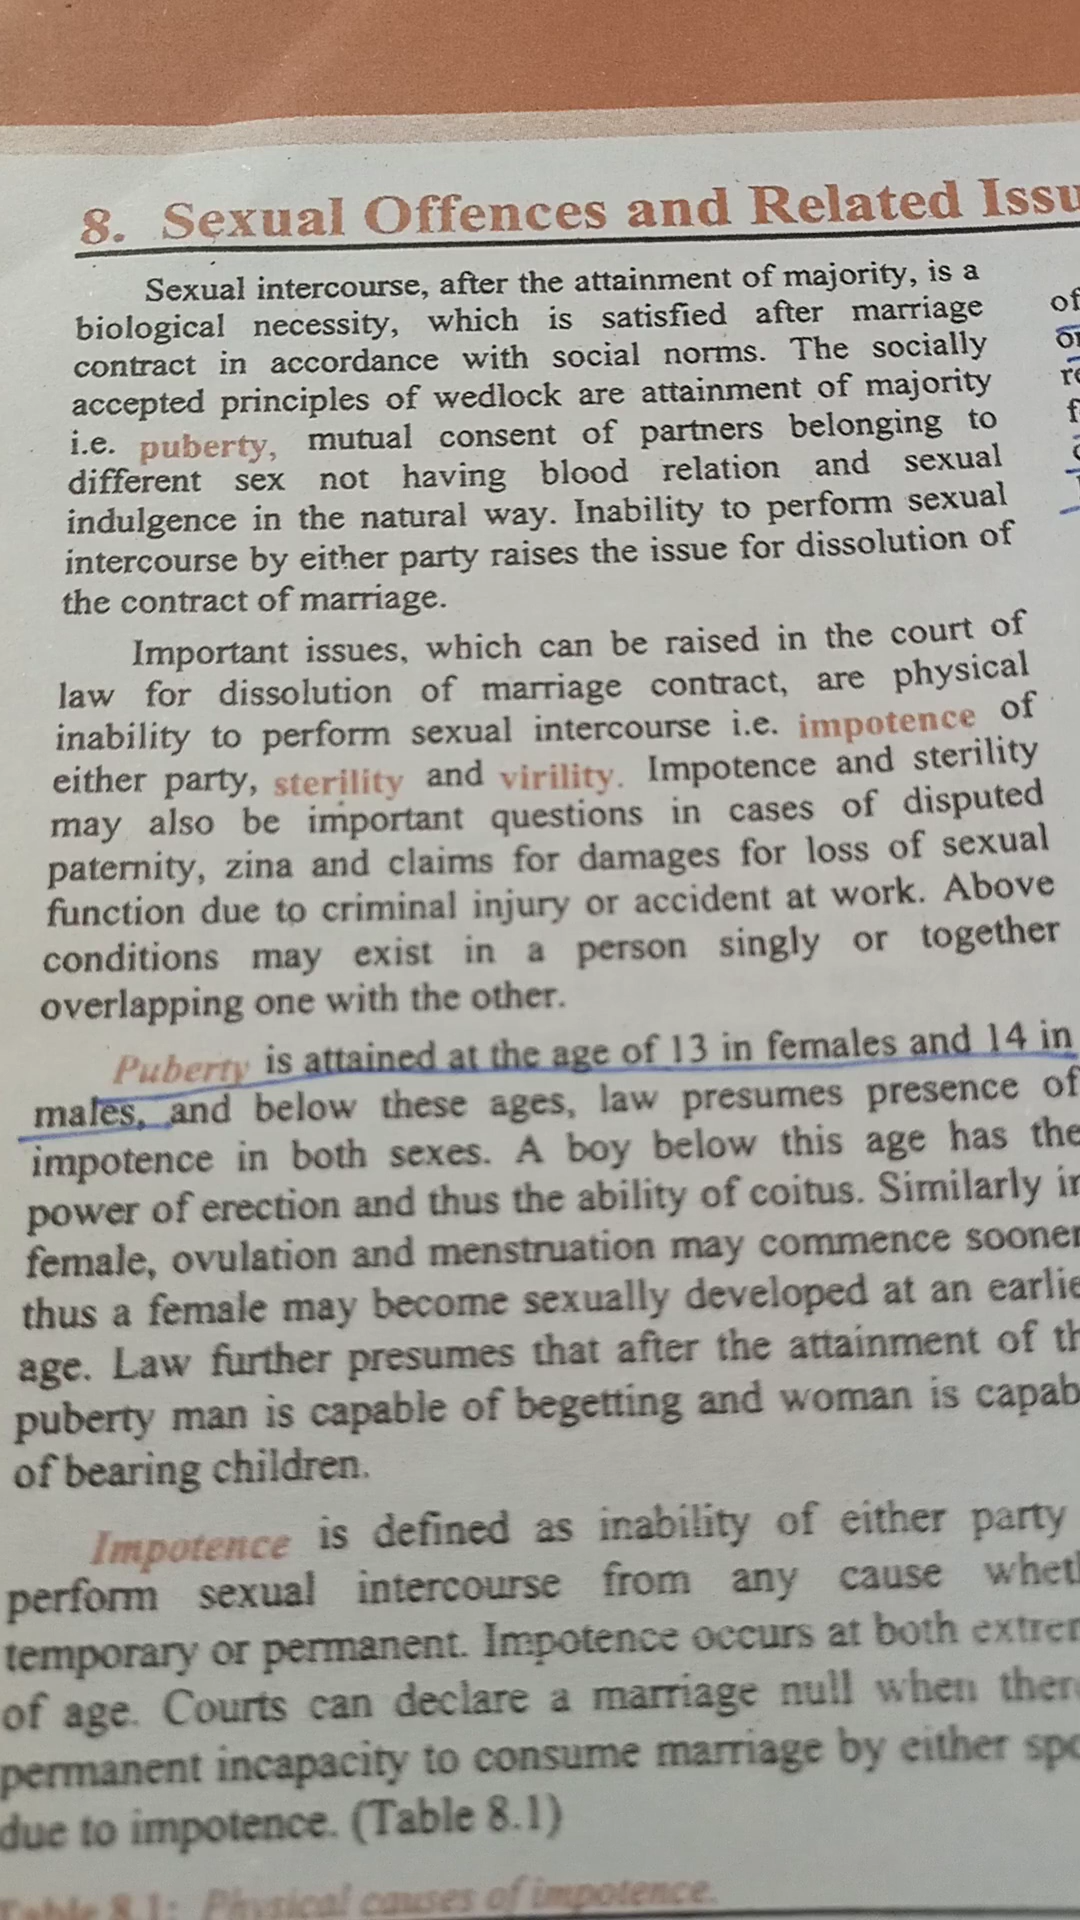 8. Sexual Offences and Related Issu
Sexual intercourse, after the attainment of majority, is a
biological necessity, which is satisfied after marriage
contract in accordance with social norms. The socially
accepted principles of wedlock are attainment of majority
i.e. puberty, mutual consent of partners belonging to
different sex not having blood relation and sexual
indulgence in the natural way. Inability to perform sexual
intercourse by either party raises the issue for dissolution of
the contract of marriage.
Important issues, which can be raised in the court of
law for dissolution of marriage contract, are physical
inability to perform sexual intercourse i.e. impotence of
either party, sterility and virility. Impotence and sterility
may also be important questions in cases of disputed
paternity, zina and claims for damages for loss of sexual
function due to criminal injury or accident at work. Above
conditions may exist in a person singly or together
overlapping one with the other.
Puberty is attained at the age of 13 in females and 14 in
males, and below these ages, law presumes presence of
impotence in both sexes. A boy below this age has the
power of erection and thus the ability of coitus. Similarly in
female, ovulation and menstruation may commence sooner
thus a female may become sexually developed at an earlie
age. Law further presumes that after the attainment of th
puberty man is capable of begetting and woman is capab
of bearing children.
Impotence is defined as inability of either party
perform sexual intercourse from any cause wheth
temporary or permanent. Impotence occurs at both extrem
of age. Courts can declare a marriage null when there
permanent incapacity to consume marriage by either spo
due to impotence. (Table 8.1)
Table 8.1: Physical causes of impotence.
of
or
re
f